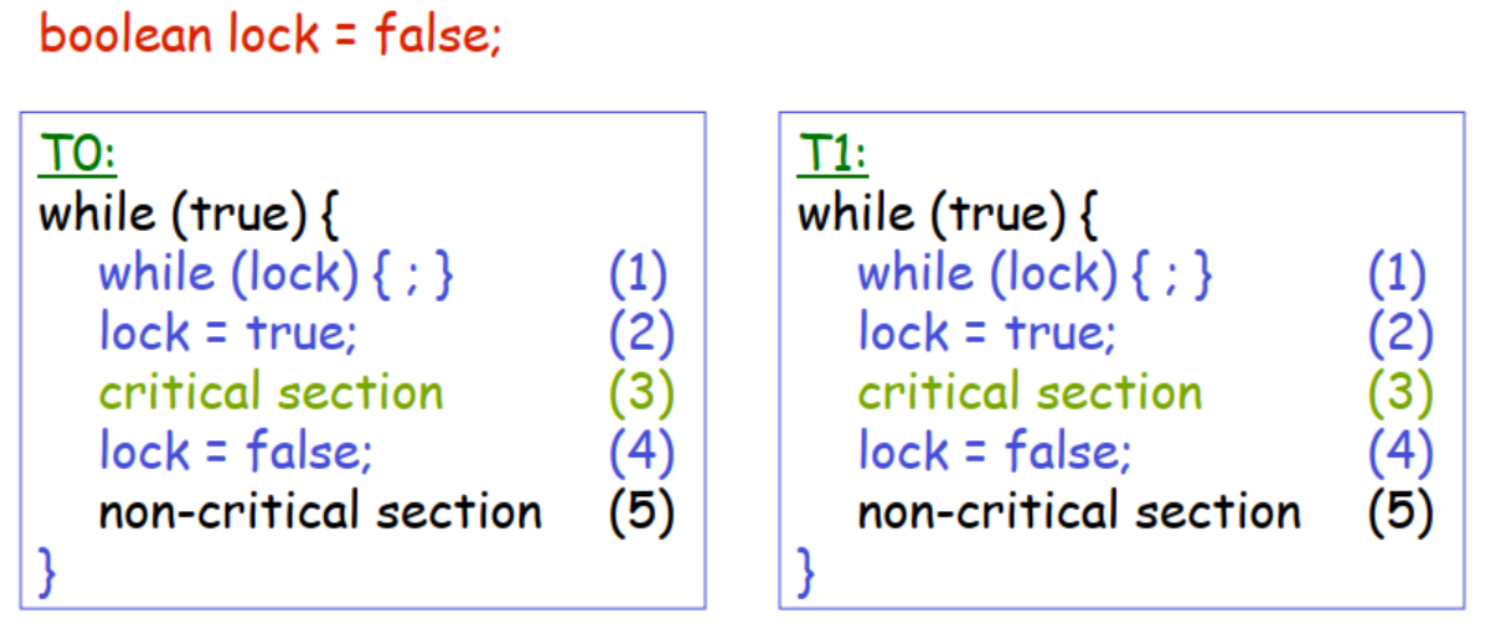 boolean lock = false;
T0:
while (true) {
while (lock) { ; } (1)
lock = true; (2)
critical section (3)
lock = false; (4)
non-critical section (5)
}
T1:
while (true) {
while (lock) { ; } (1)
lock = true; (2)
critical section (3)
lock = false; (4)
non-critical section (5)
}